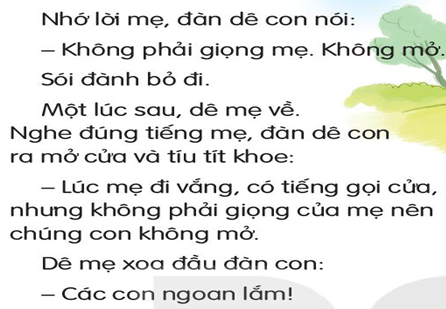 Nhớ lời mẹ, đàn dê con nói:
– Không phải giọng mẹ. Không mở.
Sói đành bỏ đi.
Một lúc sau, dê mẹ về.
Nghe đúng tiếng mẹ, đàn dê con
ra mở cửa và tíu tít khoe:
– Lúc mẹ đi vắng, có tiếng gọi cửa,
nhưng không phải giọng của mẹ nên
chúng con không mở.
Dê mẹ xoa đầu đàn con:
– Các con ngoan lắm!